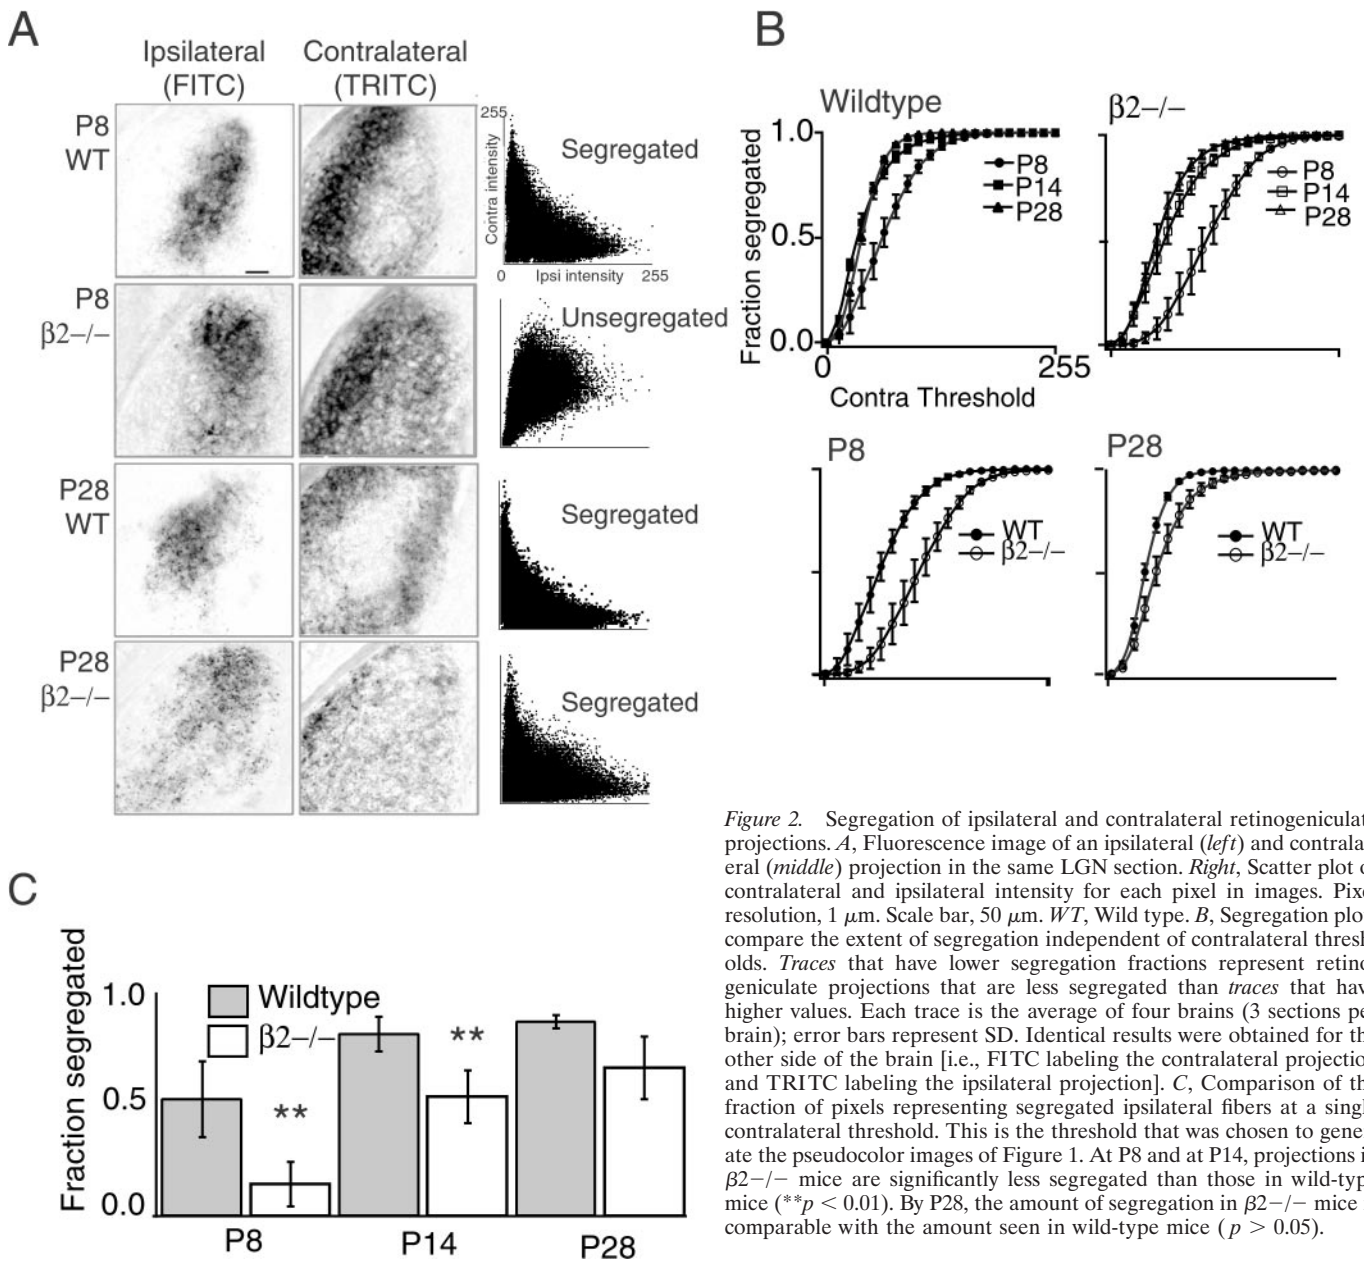 A
Ipsilateral
(FITC)
Contralateral
(TRITC)
P8
WT
255
Contra intensity
Segregated
0
Ipsi intensity
255
P8
β2−/−
Unsegregated
P28
WT
Segregated
P28
β2−/−
Segregated
B
Wildtype
Fraction segregated
1.0
0.5
0.0
0
255
Contra Threshold
P8
P14
P28
β2−/−
P8
P14
P28
P8
WT
β2−/−
P28
WT
β2−/−
C
Fraction segregated
1.0
0.5
0.0
Wildtype
β2−/−
**
**
P8
P14
P28
Figure 2. Segregation of ipsilateral and contralateral retinogeniculat
projections. A, Fluorescence image of an ipsilateral (left) and contrala
eral (middle) projection in the same LGN section. Right, Scatter plot o
contralateral and ipsilateral intensity for each pixel in images. Pixe
resolution, 1 μm. Scale bar, 50 μm. WT, Wild type. B, Segregation plo
compare the extent of segregation independent of contralateral thresh
olds. Traces that have lower segregation fractions represent retino
geniculate projections that are less segregated than traces that hav
higher values. Each trace is the average of four brains (3 sections pe
brain); error bars represent SD. Identical results were obtained for th
other side of the brain [i.e., FITC labeling the contralateral projectio
and TRITC labeling the ipsilateral projection]. C, Comparison of th
fraction of pixels representing segregated ipsilateral fibers at a singl
contralateral threshold. This is the threshold that was chosen to gener
ate the pseudocolor images of Figure 1. At P8 and at P14, projections i
β2−/− mice are significantly less segregated than those in wild-typ
mice (**p < 0.01). By P28, the amount of segregation in β2−/− mice
comparable with the amount seen in wild-type mice (p > 0.05).